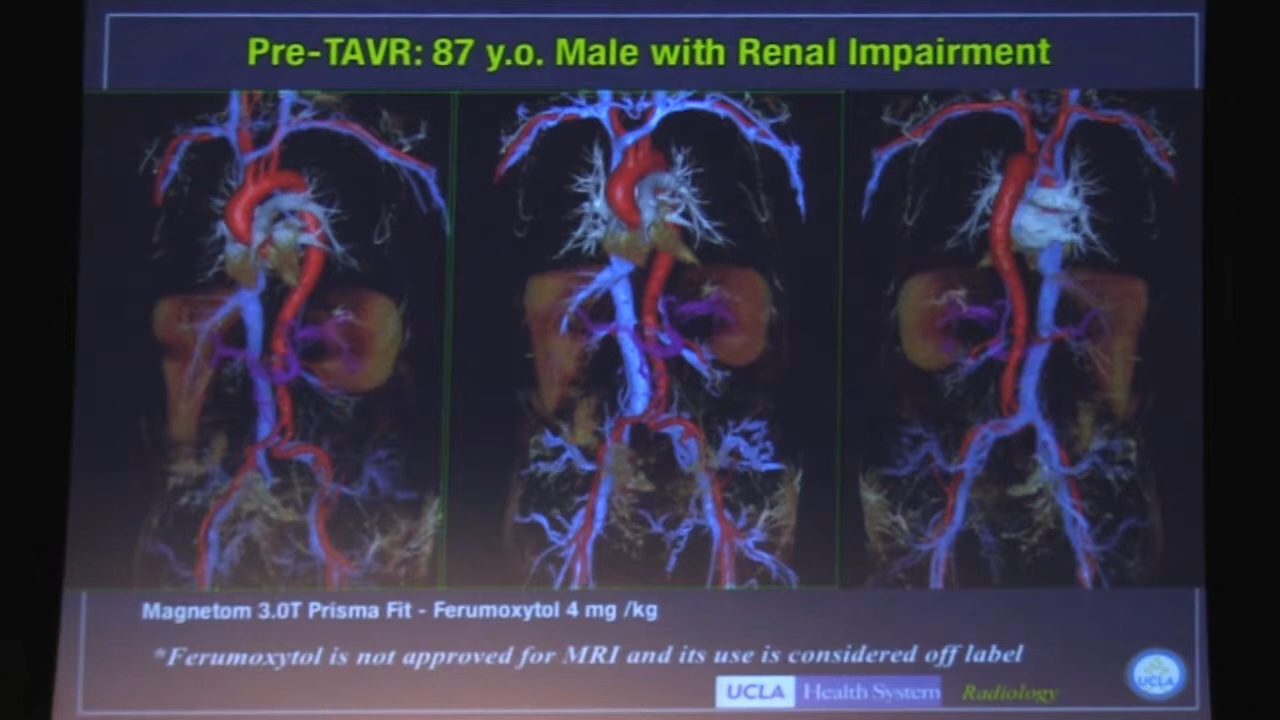 Pre-TAVR: 87 y.o. Male with Renal Impairment
Magnetom 3.0T Prisma Fit - Ferumoxytol 4 mg /kg
*Ferumoxytol is not approved for MRI and its use is considered off label
UCLA Health System Radiology
UCLA